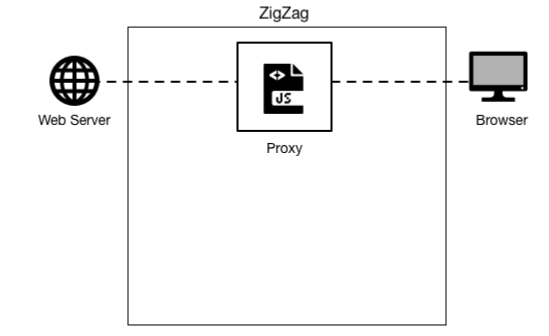 ZigZag
JS
Web Server
Browser
Proxy